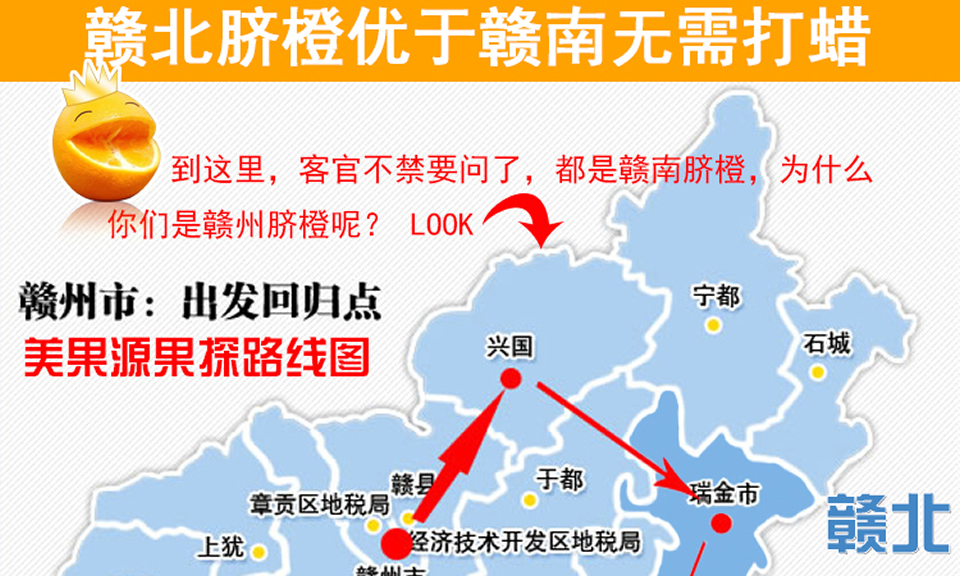 赣北脐橙优于赣南无需打蜡
到这里，客官不禁要问了，都是赣南脐橙，为什么
你们是赣州脐橙呢？ LOOK
赣州市：出发回归点
美果源果探路线图
宁都
石城
兴国
于都
赣县
瑞金市
章贡区地税局
赣北
上犹
经济技术开发区地税局
赣州市